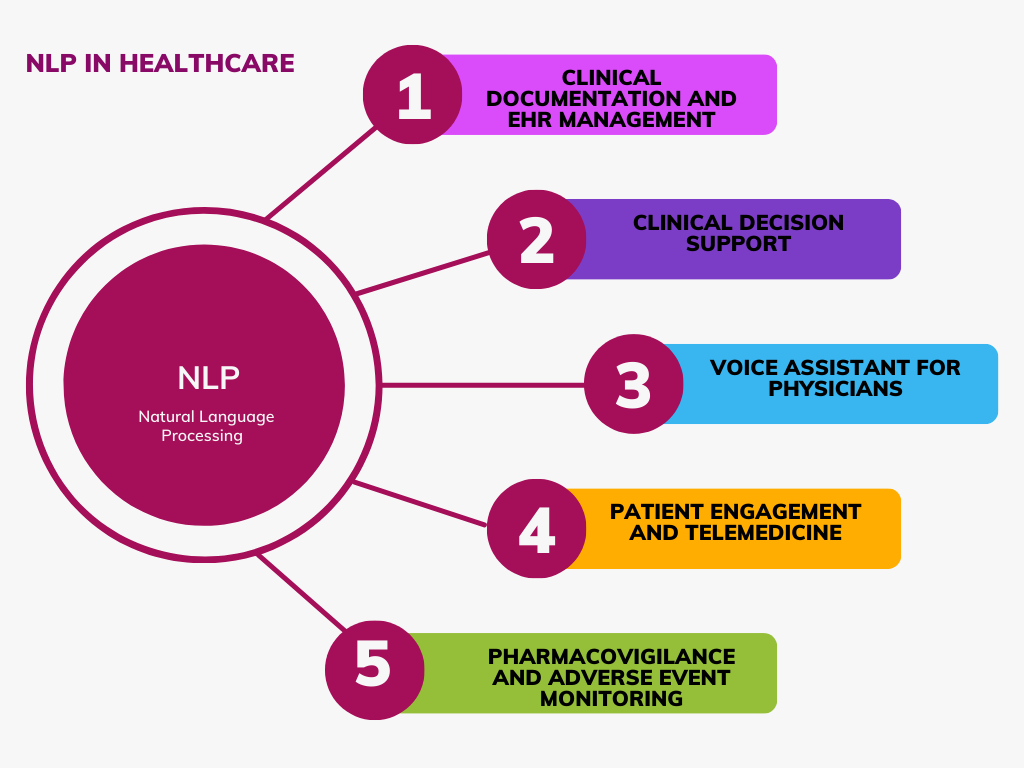 NLP IN HEALTHCARE
1
CLINICAL
DOCUMENTATION AND
EHR MANAGEMENT
2
CLINICAL DECISION
SUPPORT
NLP
Natural Language
Processing
3
VOICE ASSISTANT FOR
PHYSICIANS
4
PATIENT ENGAGEMENT
AND TELEMEDICINE
5
PHARMACOVIGILANCE
AND ADVERSE EVENT
MONITORING